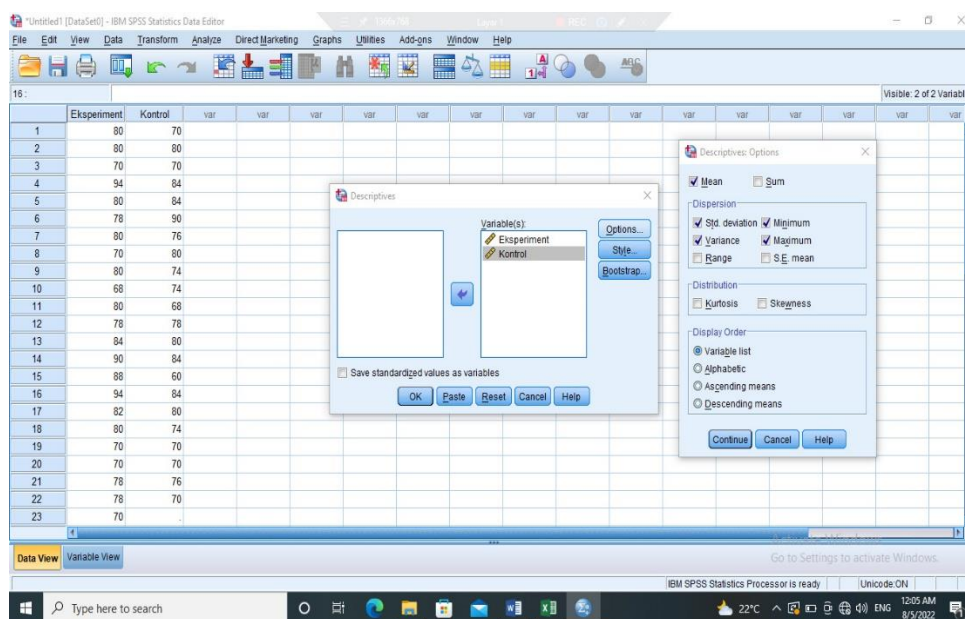 *Untitled1 [DataSet0] - IBM SPSS Statistics Data Editor
File Edit View Data Transform Analyze Direct Marketing Graphs Utilities Add-ons Window Help
16 :
Visible: 2 of 2 Variabl
Eksperiment Kontrol var var var var var var var var var var var var var var
1 80 70
2 80 80
3 70 70
4 94 84
5 80 84
6 78 90
7 80 76
8 70 80
9 80 74
10 68 74
11 80 68
12 78 78
13 84 80
14 90 84
15 88 60
16 94 84
17 82 80
18 80 74
19 70 70
20 70 70
21 78 76
22 78 70
23 70 .
Descriptives
Variable(s):
Eksperiment
Kontrol
Options...
Style...
Bootstrap...
Save standardized values as variables
OK Paste Reset Cancel Help
Descriptives: Options
Mean Sum
Dispersion
Std. deviation Minimum
Variance Maximum
Range S.E. mean
Distribution
Kurtosis Skewness
Display Order
Variable list
Alphabetic
Ascending means
Descending means
Continue Cancel Help
Data View Variable View
Go to Settings to activate Windows.
IBM SPSS Statistics Processor is ready Unicode:ON
Type here to search
22°C ENG 12:05 AM
8/5/2022